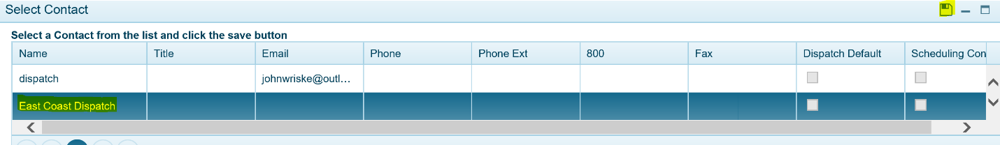 Select Contact
Select a Contact from the list and click the save button
Name Title Email Phone Phone Ext 800 Fax Dispatch Default Scheduling Con
dispatch johnwriske@outl...
East Coast Dispatch